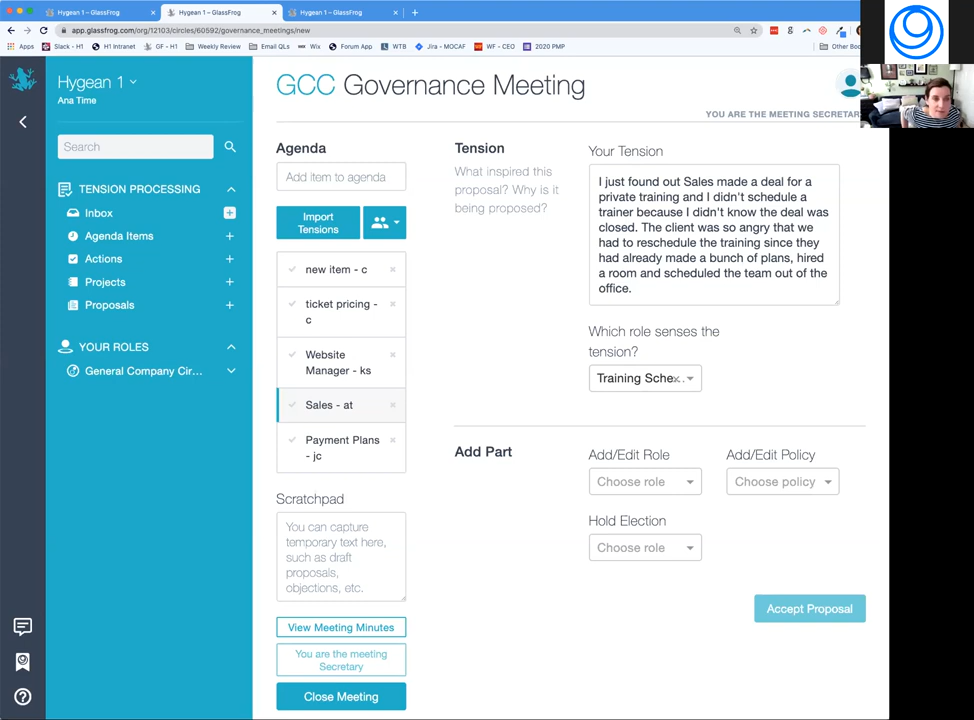 Hygean 1 ~ GlassFrog
Hygean 1 ~ GlassFrog
Hygean 1 ~ GlassFrog
app.glassfrog.com/org/12103/circles/60592/governance_meetings/new
Apps
Slack - H1
H1 Intranet
GF - H1
Weekly Review
Email QLs
Wix
Forum App
WTB
Jira - MOCAF
WF - CEO
2020 PMP
Other Boo
Hygean 1
Ana Time
Search
TENSION PROCESSING
Inbox
Agenda Items
Actions
Projects
Proposals
YOUR ROLES
General Company Cir...
GCC Governance Meeting
YOU ARE THE MEETING SECRETAR
Agenda
Add item to agenda
Import
Tensions
new item - c
ticket pricing -
c
Website
Manager - ks
Sales - at
Payment Plans
- jc
Scratchpad
You can capture
temporary text here,
such as draft
proposals,
objections, etc.
View Meeting Minutes
You are the meeting
Secretary
Close Meeting
Tension
What inspired this
proposal? Why is it
being proposed?
Your Tension
I just found out Sales made a deal for a
private training and I didn't schedule a
trainer because I didn't know the deal was
closed. The client was so angry that we
had to reschedule the training since they
had already made a bunch of plans, hired
a room and scheduled the team out of the
office.
Which role senses the
tension?
Training Sche...
Add Part
Add/Edit Role
Choose role
Add/Edit Policy
Choose policy
Hold Election
Choose role
Accept Proposal